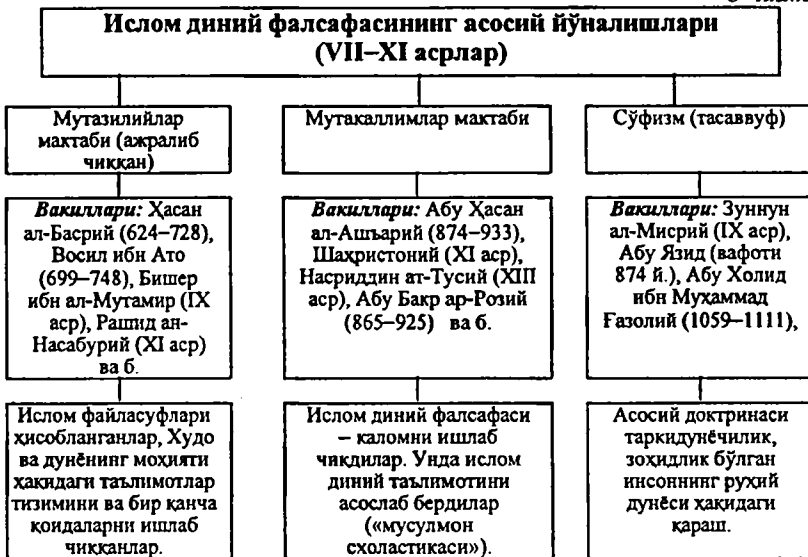 Ислом диний фалсафасининг асосий йўналишлари
(VII–XI асрлар)
Мутазилийлар
мактаби (ажралиб
чиққан)
Мутакаллимлар мактаби
Сўфизм (тасаввуф)
Вакиллари: Ҳасан
ал-Басрий (624–728),
Восил ибн Ато
(699–748), Бишер
ибн ал-Мутамир (IX
аср), Рашид ан-
Насабурий (XI аср)
ва б.
Вакиллари: Абу Ҳасан
ал-Ашъарий (874–933),
Шаҳристоний (XI аср),
Насриддин ат-Тусий (XIII
аср), Абу Бакр ар-Розий
(865–925) ва б.
Вакиллари: Зуннун
ал-Мисрий (IX аср),
Абу Язид (вафоти
874 й.), Абу Холид
ибн Муҳаммад
Ғазолий (1059–1111),
Ислом файласуфлари
ҳисобланганлар, Худо
ва дунёнинг моҳияти
ҳақидаги таълимотлар
тизимини ва бир қанча
қоидаларни ишлаб
чиққанлар.
Ислом диний фалсафаси
– каломни ишлаб
чиқдилар. Унда ислом
диний таълимотини
асослаб бердилар
(«мусулмон
схоластикаси»).
Асосий доктринаси
таркидунёчилик,
зоҳидлик бўлган
инсоннинг руҳий
дунёси ҳақидаги
қараш.